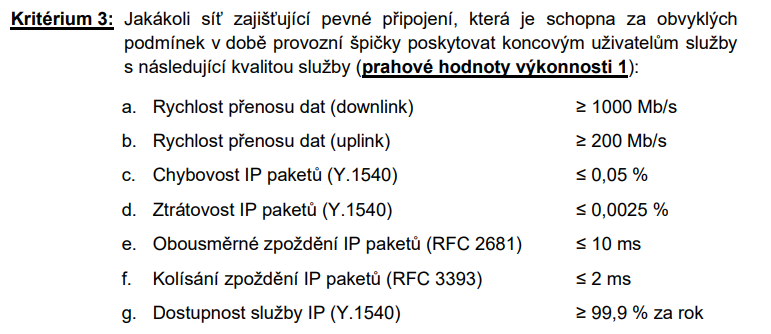 Kritérium 3: Jakákoli síť zajišťující pevné připojení, která je schopna za obvyklých
podmínek v době provozní špičky poskytovat koncovým uživatelům služby
s následující kvalitou služby (prahové hodnoty výkonnosti 1):
a. Rychlost přenosu dat (downlink) ≥ 1000 Mb/s
b. Rychlost přenosu dat (uplink) ≥ 200 Mb/s
c. Chybovost IP paketů (Y.1540) ≤ 0,05 %
d. Ztrátovost IP paketů (Y.1540) ≤ 0,0025 %
e. Obousměrné zpoždění IP paketů (RFC 2681) ≤ 10 ms
f. Kolísání zpoždění IP paketů (RFC 3393) ≤ 2 ms
g. Dostupnost služby IP (Y.1540) ≥ 99,9 % za rok